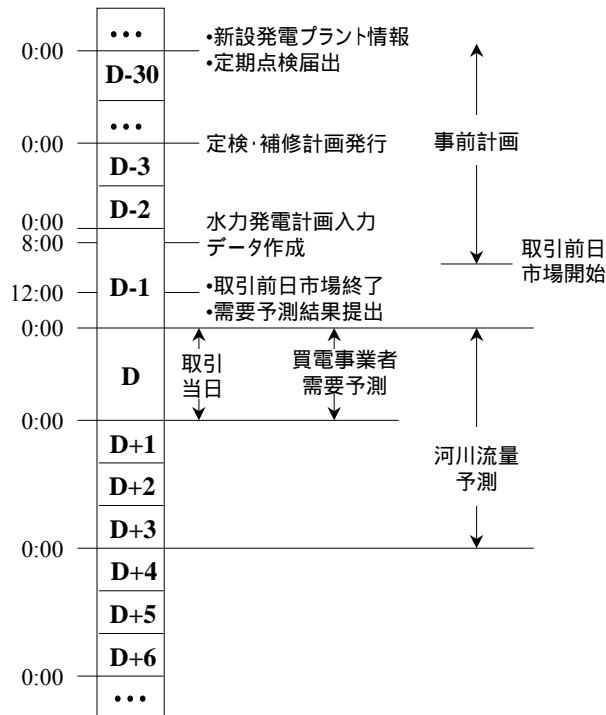 •••
•新設発電プラント情報
0:00
•定期点検届出
D-30
•••
0:00
定検・補修計画発行
事前計画
D-3
D-2
0:00
水力発電計画入力
8:00
データ作成
取引前日
市場開始
D-1
•取引前日市場終了
12:00
•需要予測結果提出
0:00
D
取引
当日
買電事業者
需要予測
0:00
D+1
河川流量
予測
D+2
D+3
0:00
D+4
D+5
D+6
0:00
•••